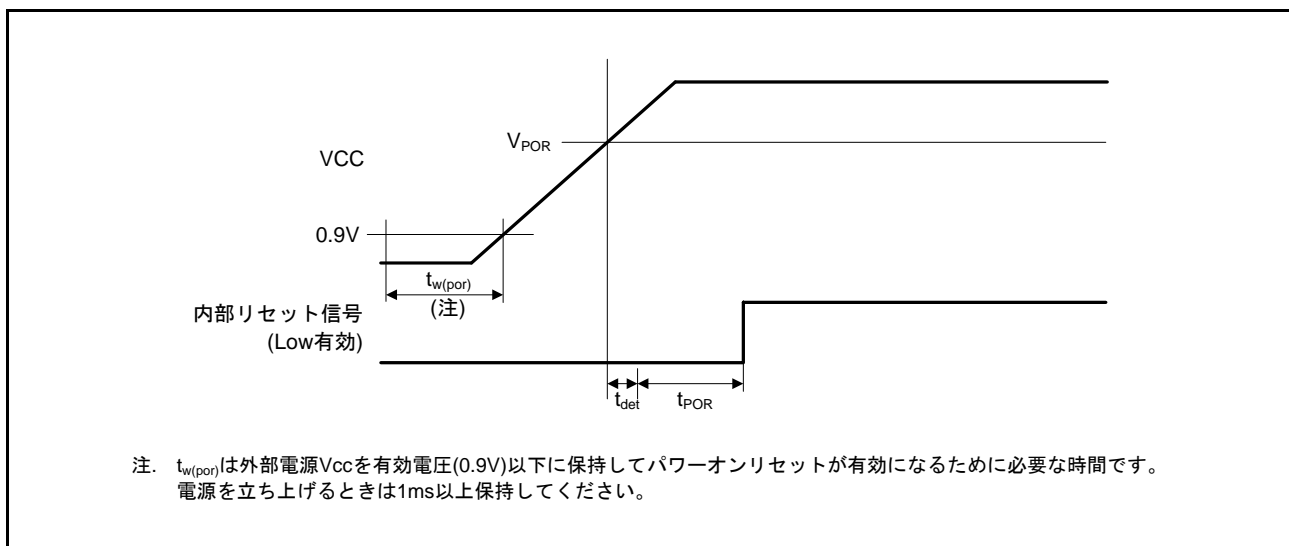 VPOR
VCC
0.9V
tw(por)
(注)
内部リセット信号
(Low有効)
tdet
tPOR
注. tw(por)は外部電源Vccを有効電圧(0.9V)以下に保持してパワーオンリセットが有効になるために必要な時間です。
電源を立ち上げるときは1ms以上保持してください。